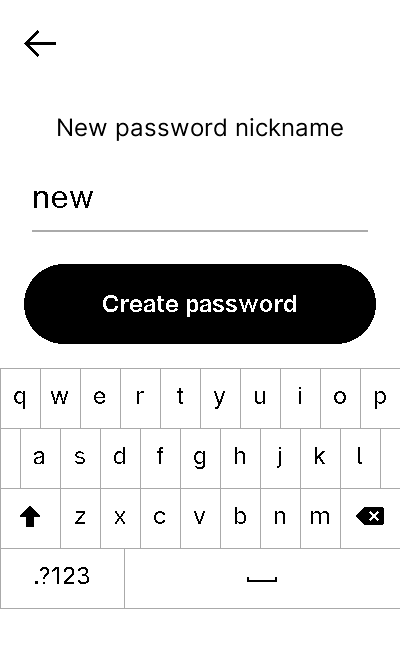 New password nickname
new
Create password
q w e r t y u i o p
a s d f g h j k l
z x c v b n m
.?123